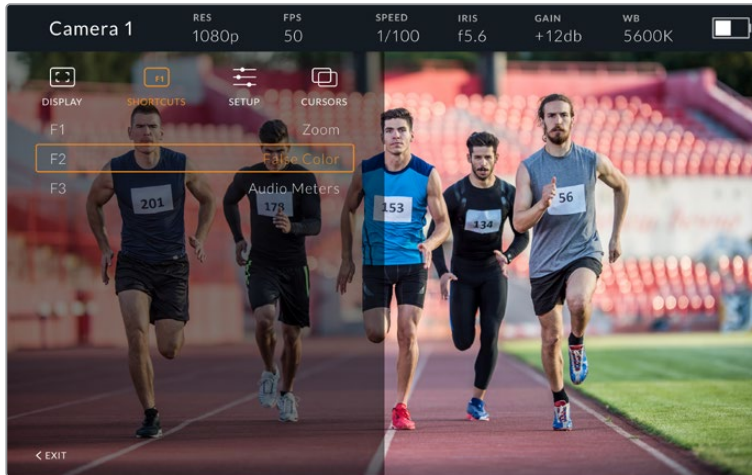 Camera 1
RES FPS SPEED IRIS GAIN WB
1080p 50 1/100 f5.6 +12db 5600K
F1
DISPLAY SHORTCUTS SETUP CURSORS
F1 Zoom
F2 False Color
F3 Audio Meters
201
178
153
134
56
EXIT